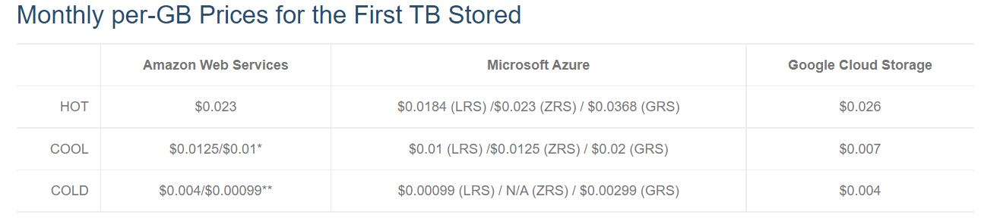 Monthly per-GB Prices for the First TB Stored
Amazon Web Services Microsoft Azure Google Cloud Storage
HOT $0.023 $0.0184 (LRS) /$0.023 (ZRS) / $0.0368 (GRS) $0.026
COOL $0.0125/$0.01* $0.01 (LRS) /$0.0125 (ZRS) / $0.02 (GRS) $0.007
COLD $0.004/$0.00099** $0.00099 (LRS) / N/A (ZRS) / $0.00299 (GRS) $0.004